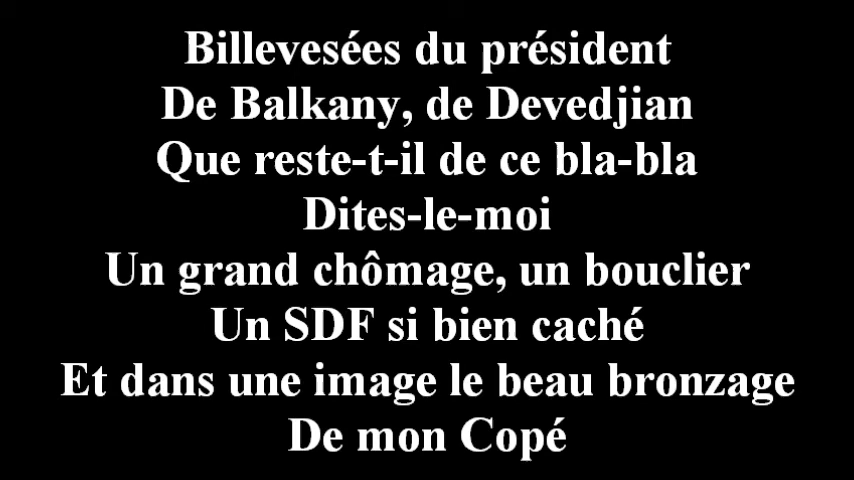 Billevesées du président
De Balkany, de Devedjian
Que reste-t-il de ce bla-bla
Dites-le-moi
Un grand chômage, un bouclier
Un SDF si bien caché
Et dans une image le beau bronzage
De mon Copé